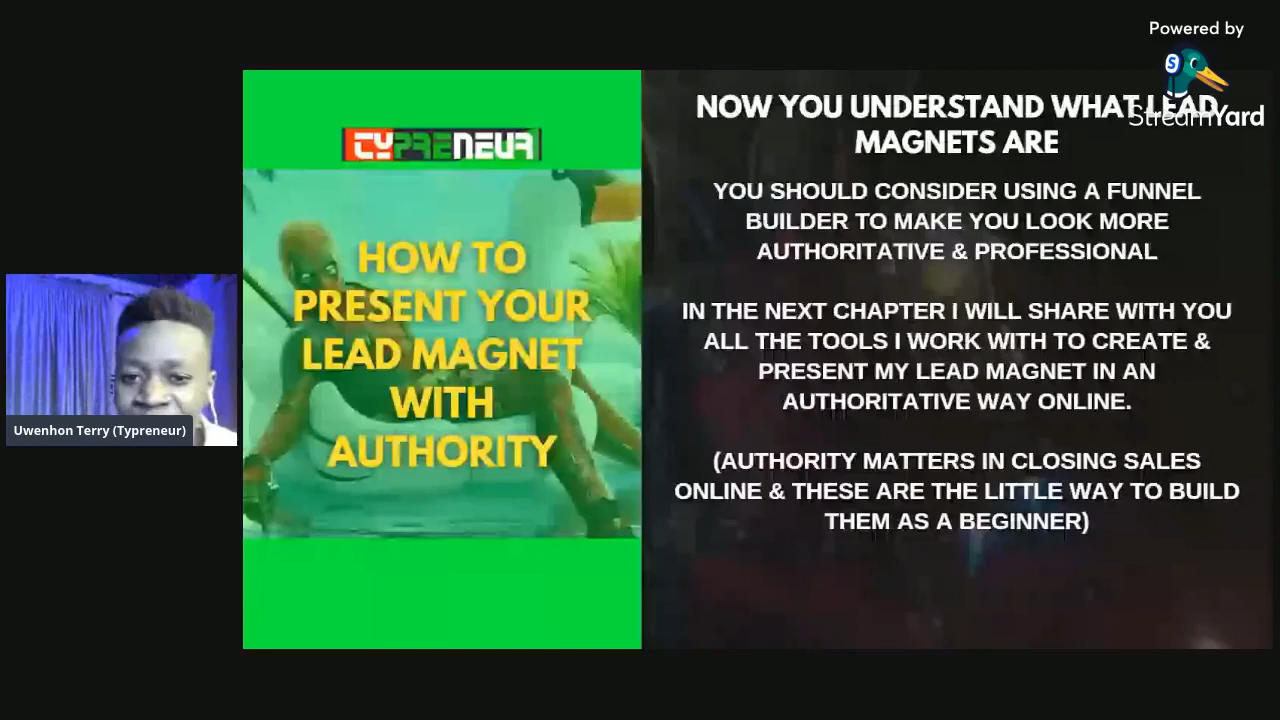 Powered by
StreamYard
TYPRENEUR
HOW TO
PRESENT YOUR
LEAD MAGNET
WITH
AUTHORITY
NOW YOU UNDERSTAND WHAT LEAD
MAGNETS ARE
YOU SHOULD CONSIDER USING A FUNNEL
BUILDER TO MAKE YOU LOOK MORE
AUTHORITATIVE & PROFESSIONAL
IN THE NEXT CHAPTER I WILL SHARE WITH YOU
ALL THE TOOLS I WORK WITH TO CREATE &
PRESENT MY LEAD MAGNET IN AN
AUTHORITATIVE WAY ONLINE.
(AUTHORITY MATTERS IN CLOSING SALES
ONLINE & THESE ARE THE LITTLE WAY TO BUILD
THEM AS A BEGINNER)
Uwenhon Terry (Typreneur)